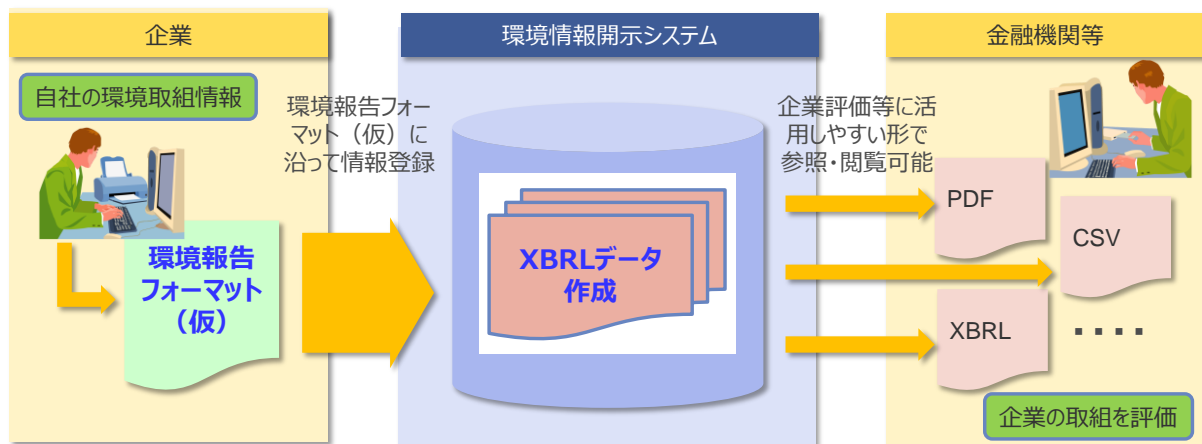 企業
環境情報開示システム
金融機関等
自社の環境取組情報
環境報告フォー
マット（仮）に
沿って情報登録
企業評価等に活
用しやすい形で
参照・閲覧可能
環境報告
フォーマット
（仮）
XBRLデータ
作成
PDF
CSV
XBRL
・・・・
企業の取組を評価